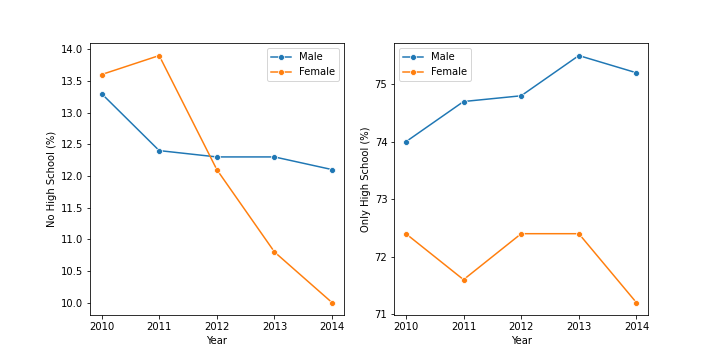 No High School (%)
14.0
13.5
13.0
12.5
12.0
11.5
11.0
10.5
10.0
Male
Female
2010 2011 2012 2013 2014
Year
Only High School (%)
75
74
73
72
71
Male
Female
2010 2011 2012 2013 2014
Year